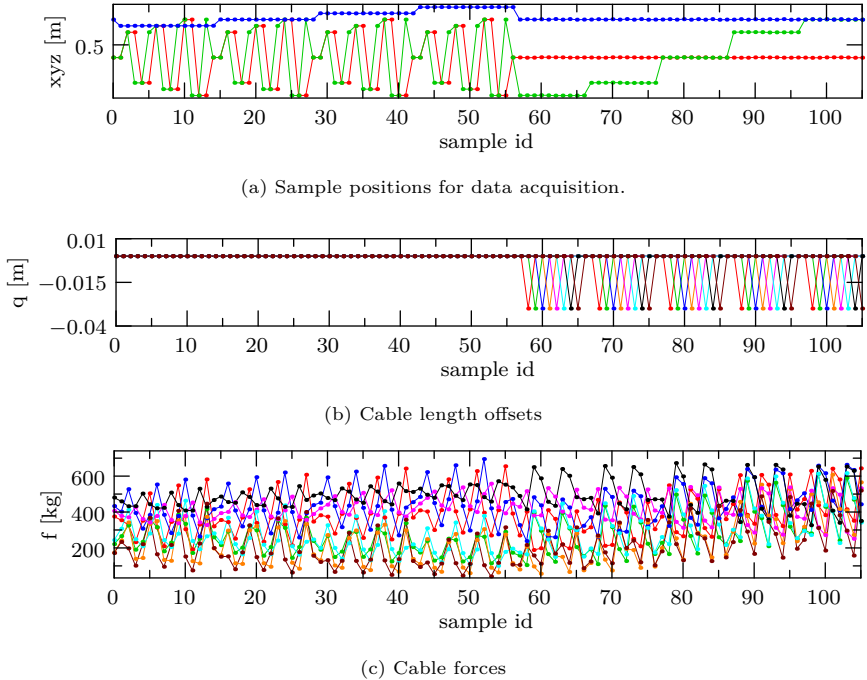 xyz [m]
0.5
0 10 20 30 40 50 60 70 80 90 100
sample id
(a) Sample positions for data acquisition.
q [m]
0.01
−0.015
−0.04
0 10 20 30 40 50 60 70 80 90 100
sample id
(b) Cable length offsets
f [kg]
600
400
200
0 10 20 30 40 50 60 70 80 90 100
sample id
(c) Cable forces